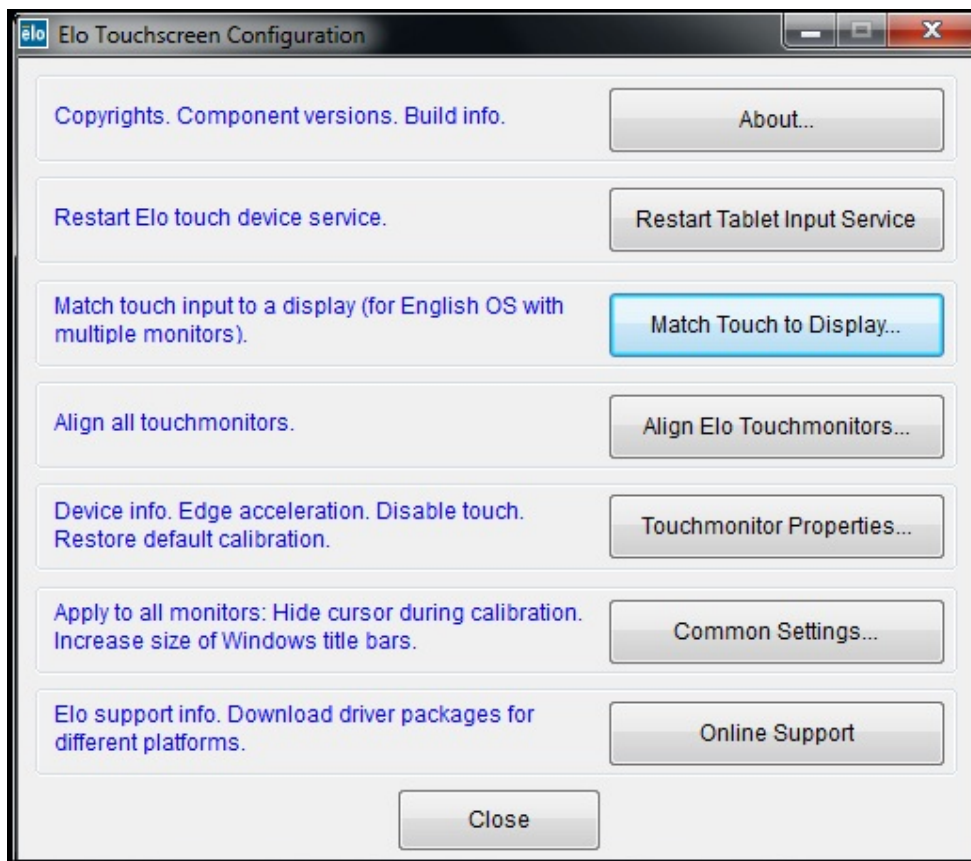 elo Elo Touchscreen Configuration
Copyrights. Component versions. Build info.
About...
Restart Elo touch device service.
Restart Tablet Input Service
Match touch input to a display (for English OS with
multiple monitors).
Match Touch to Display...
Align all touchmonitors.
Align Elo Touchmonitors...
Device info. Edge acceleration. Disable touch.
Restore default calibration.
Touchmonitor Properties...
Apply to all monitors: Hide cursor during calibration.
Increase size of Windows title bars.
Common Settings...
Elo support info. Download driver packages for
different platforms.
Online Support
Close